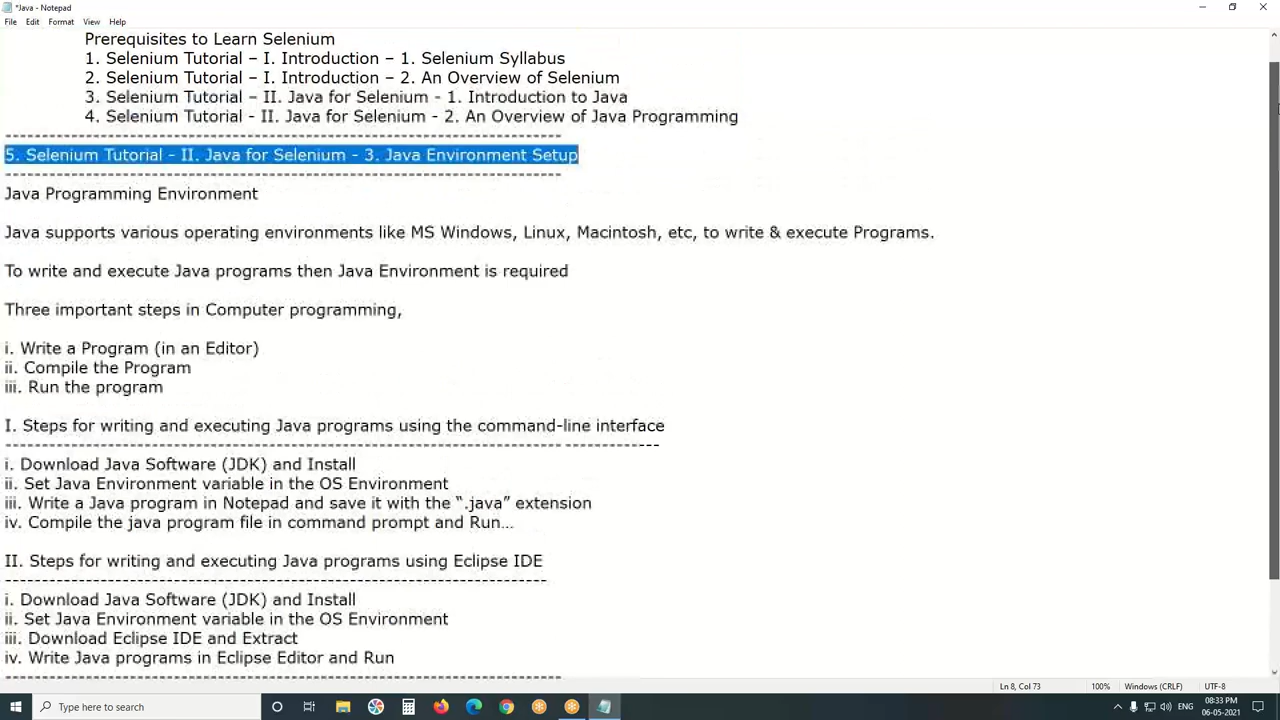 *Java - Notepad
File Edit Format View Help
Prerequisites to Learn Selenium
1. Selenium Tutorial – I. Introduction – 1. Selenium Syllabus
2. Selenium Tutorial – I. Introduction – 2. An Overview of Selenium
3. Selenium Tutorial – II. Java for Selenium - 1. Introduction to Java
4. Selenium Tutorial - II. Java for Selenium - 2. An Overview of Java Programming
------------------------------------------------------------------------
5. Selenium Tutorial - II. Java for Selenium - 3. Java Environment Setup
------------------------------------------------------------------------
Java Programming Environment
Java supports various operating environments like MS Windows, Linux, Macintosh, etc, to write & execute Programs.
To write and execute Java programs then Java Environment is required
Three important steps in Computer programming,
i. Write a Program (in an Editor)
ii. Compile the Program
iii. Run the program
I. Steps for writing and executing Java programs using the command-line interface
-------------------------------------------------------------------------------------
i. Download Java Software (JDK) and Install
ii. Set Java Environment variable in the OS Environment
iii. Write a Java program in Notepad and save it with the “.java” extension
iv. Compile the java program file in command prompt and Run...
II. Steps for writing and executing Java programs using Eclipse IDE
----------------------------------------------------------------------
i. Download Java Software (JDK) and Install
ii. Set Java Environment variable in the OS Environment
iii. Download Eclipse IDE and Extract
iv. Write Java programs in Eclipse Editor and Run
------------------------------------------------------------------------
Ln 8, Col 73 100% Windows (CRLF) UTF-8
Type here to search
ENG
08:33 PM
06-05-2021